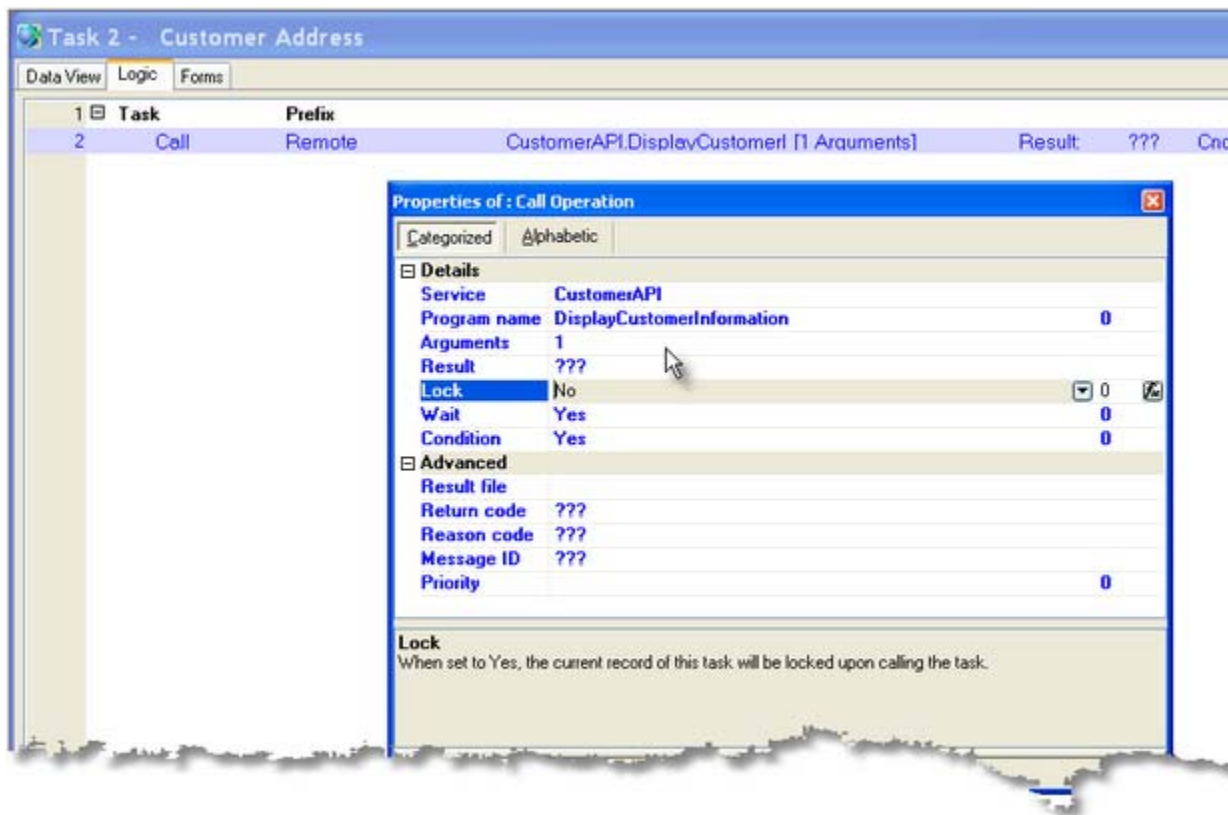 Task 2 - Customer Address
Data View Logic Forms
1 Task Prefix
2 Call Remote CustomerAPI.DisplayCustomerI [1 Arguments] Result: ??? Cnd
Properties of : Call Operation
Categorized Alphabetic
Details
Service CustomerAPI
Program name DisplayCustomerInformation 0
Arguments 1
Result ???
Lock No 0
Wait Yes 0
Condition Yes 0
Advanced
Result file
Return code ???
Reason code ???
Message ID ???
Priority 0
Lock
When set to Yes, the current record of this task will be locked upon calling the task.